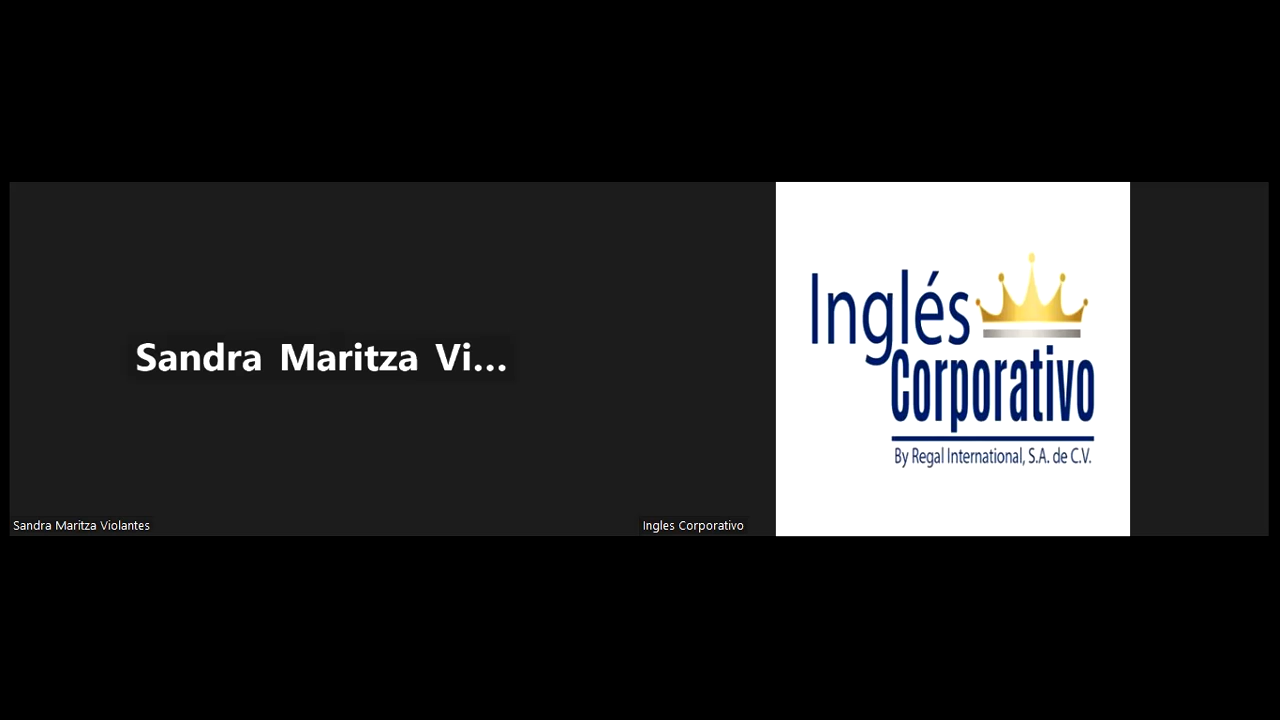 Sandra Maritza Vi...
Sandra Maritza Violantes
Ingles Corporativo
Inglés
Corporativo
By Regal International, S.A. de C.V.